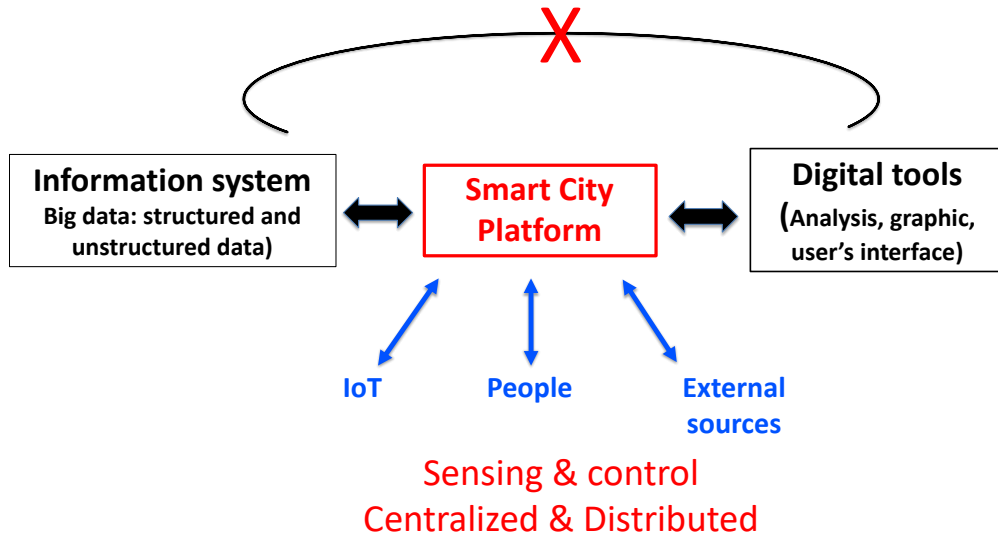 X
Information system
Big data: structured and
unstructured data)
Smart City
Platform
Digital tools
(Analysis, graphic,
user’s interface)
IoT
People
External
sources
Sensing & control
Centralized & Distributed